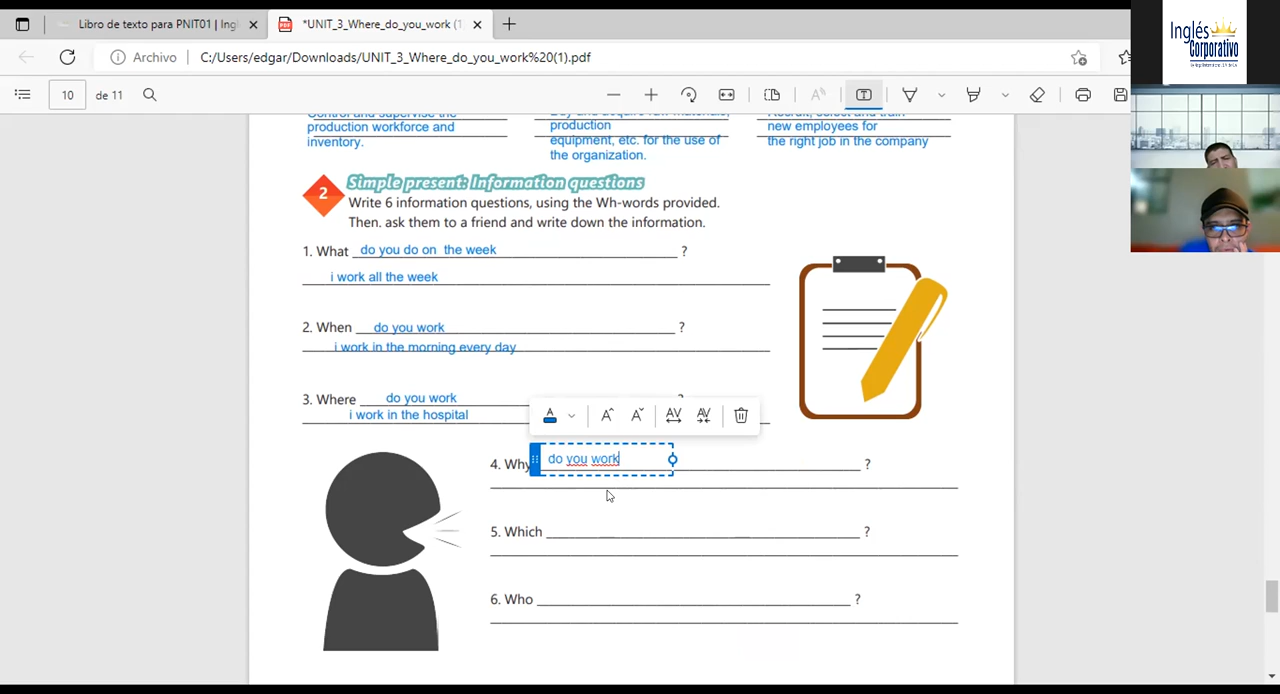 Libro de texto para PNIT01 | Ingl
*UNIT_3_Where_do_you_work (1
Archivo
C:/Users/edgar/Downloads/UNIT_3_Where_do_you_work%20(1).pdf
10 de 11
Inglés
Corporativo
production workforce and
inventory.
production
equipment, etc. for the use of
the organization.
new employees for
the right job in the company
2
Simple present: Information questions
Write 6 information questions, using the Wh-words provided.
Then. ask them to a friend and write down the information.
1. What do you do on the week ?
i work all the week
2. When do you work ?
i work in the morning every day
3. Where do you work ?
i work in the hospital
4. Why do you work ?
5. Which ?
6. Who ?